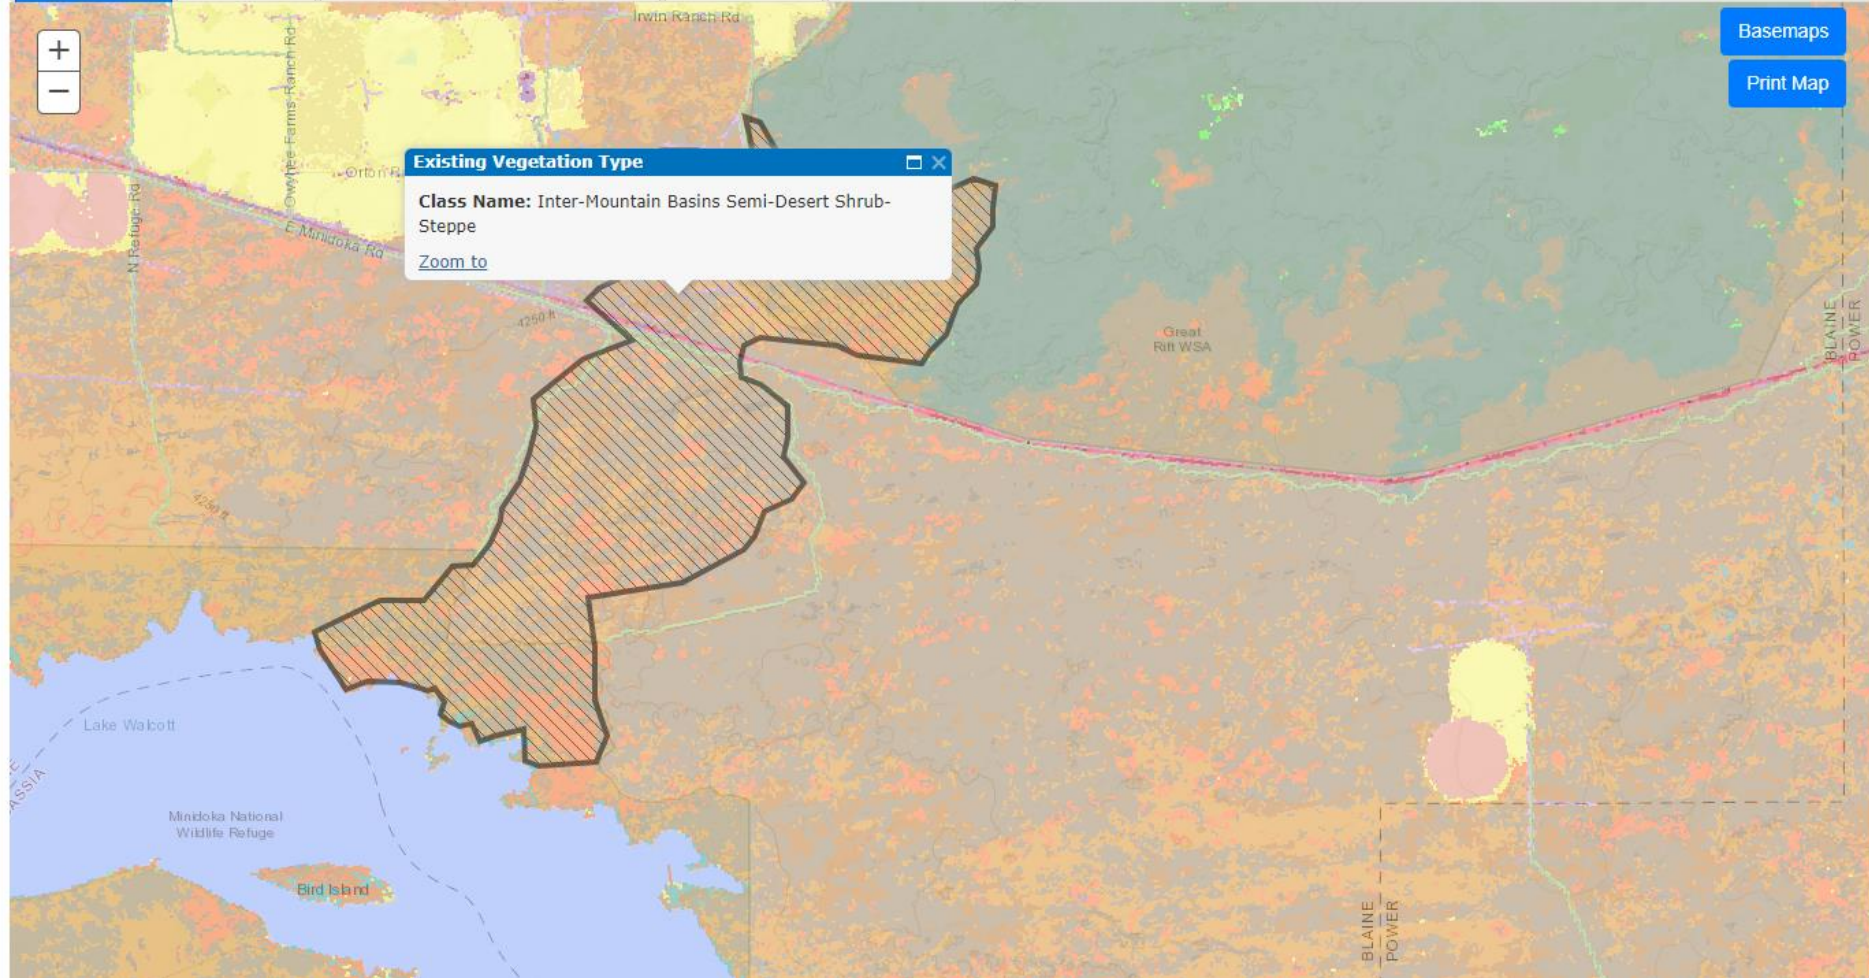 Irwin Ranch Rd
+
−
Basemaps
Print Map
Owyhee Farms Ranch Rd
Orton R
Existing Vegetation Type
Class Name: Inter-Mountain Basins Semi-Desert Shrub-
Steppe
Zoom to
N Refuge Rd
E Minidoka Rd
4250 ft
Great
Rift WSA
BLAINE
POWER
4250 ft
Lake Walcott
ASSIA
Minidoka National
Wildlife Refuge
Bird Island
BLAINE
POWER